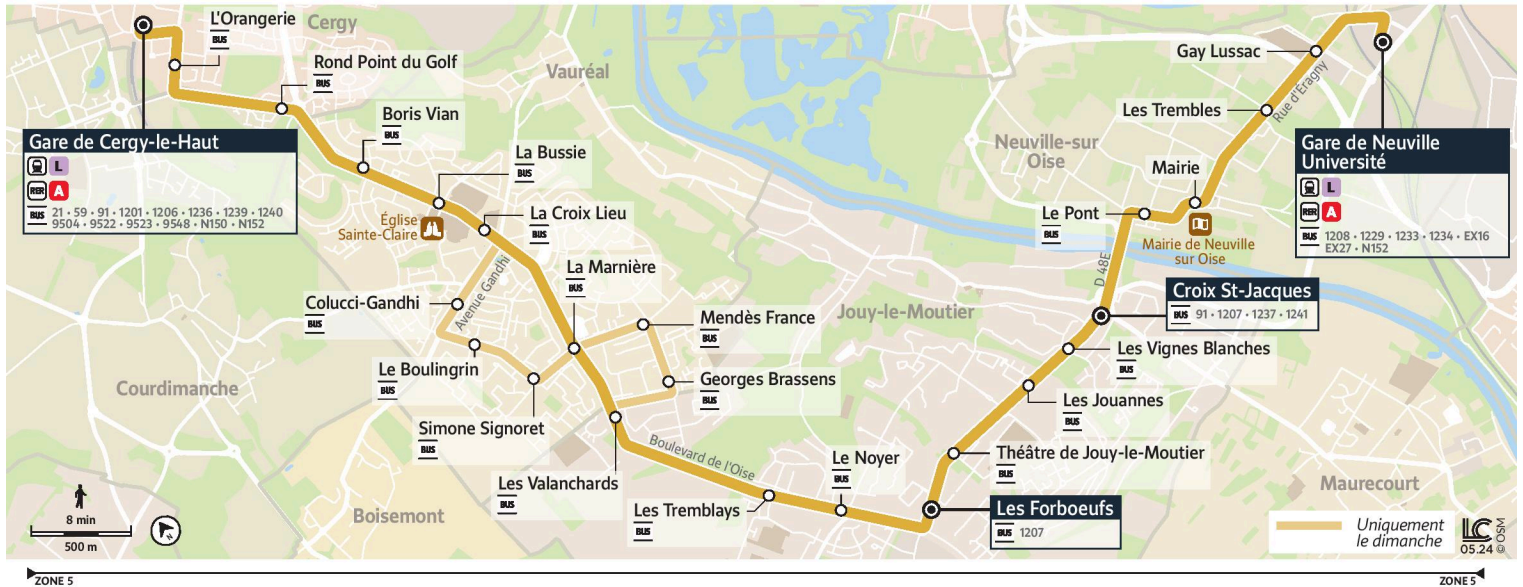 L'Orangerie
BUS
Cergy
Rond Point du Golf
BUS
Vauréal
Boris Vian
BUS
Gare de Cergy-le-Haut
L
RER A
BUS 21 • 59 • 91 • 1201 • 1206 • 1236 • 1239 • 1240
9504 • 9522 • 9523 • 9548 • N150 • N152
La Bussie
BUS
Église
Sainte-Claire
La Croix Lieu
BUS
Avenue Gandhi
La Marnière
BUS
Colucci-Gandhi
BUS
Mendès France
BUS
Le Boulingrin
BUS
Georges Brassens
BUS
Simone Signoret
BUS
Courdimanche
Les Valanchards
BUS
Boulevard de l'Oise
Boisemont
Les Tremblays
BUS
Le Noyer
BUS
Les Forboeufs
BUS 1207
Théâtre de Jouy-le-Moutier
BUS
Les Jouannes
BUS
Les Vignes Blanches
BUS
Jouy-le-Moutier
Croix St-Jacques
BUS 91 • 1207 • 1237 • 1241
D 48E
Le Pont
BUS
Mairie
Mairie de Neuville
sur Oise
Neuville-sur
Oise
Les Trembles
Rue d'Eragny
Gay Lussac
Gare de Neuville
Université
L
RER A
BUS 1208 • 1229 • 1233 • 1234 • EX16
EX27 • N152
Maurecourt
8 min
500 m
N
Uniquement
le dimanche
LC
05.24
© OSM
ZONE 5
ZONE 5